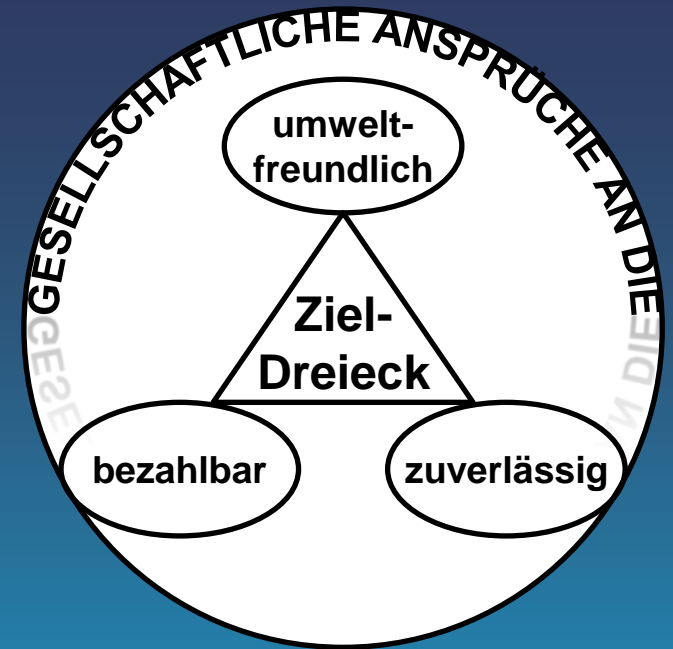 GESELLSCHAFTLICHE ANSPRÜCHE AN DIE
umwelt-
freundlich
Ziel-
Dreieck
bezahlbar
zuverlässig